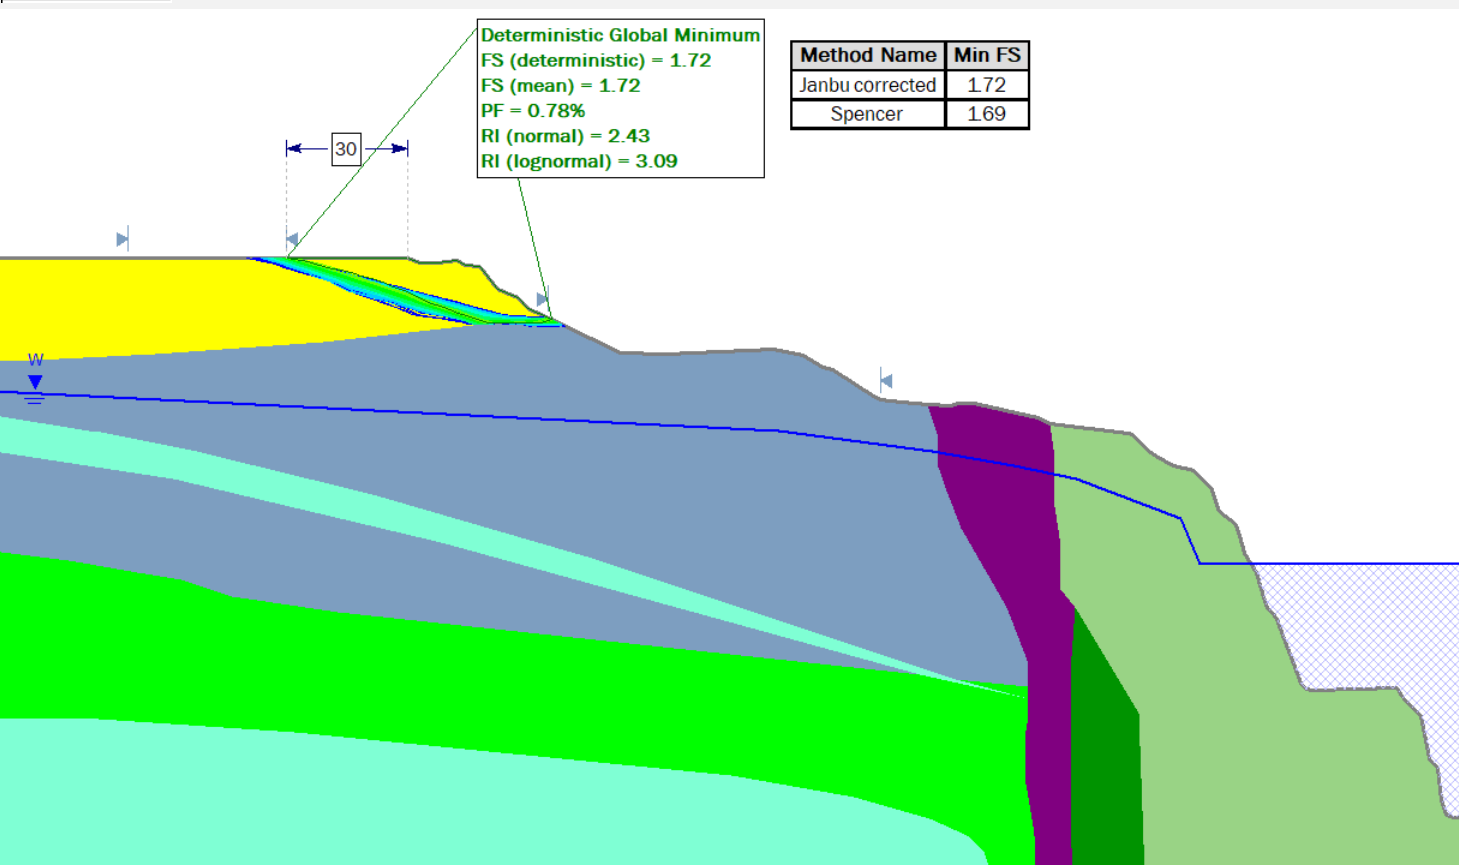 Deterministic Global Minimum
FS (deterministic) = 1.72
FS (mean) = 1.72
PF = 0.78%
RI (normal) = 2.43
RI (lognormal) = 3.09
Method Name Min FS
Janbu corrected 1.72
Spencer 1.69
30
W